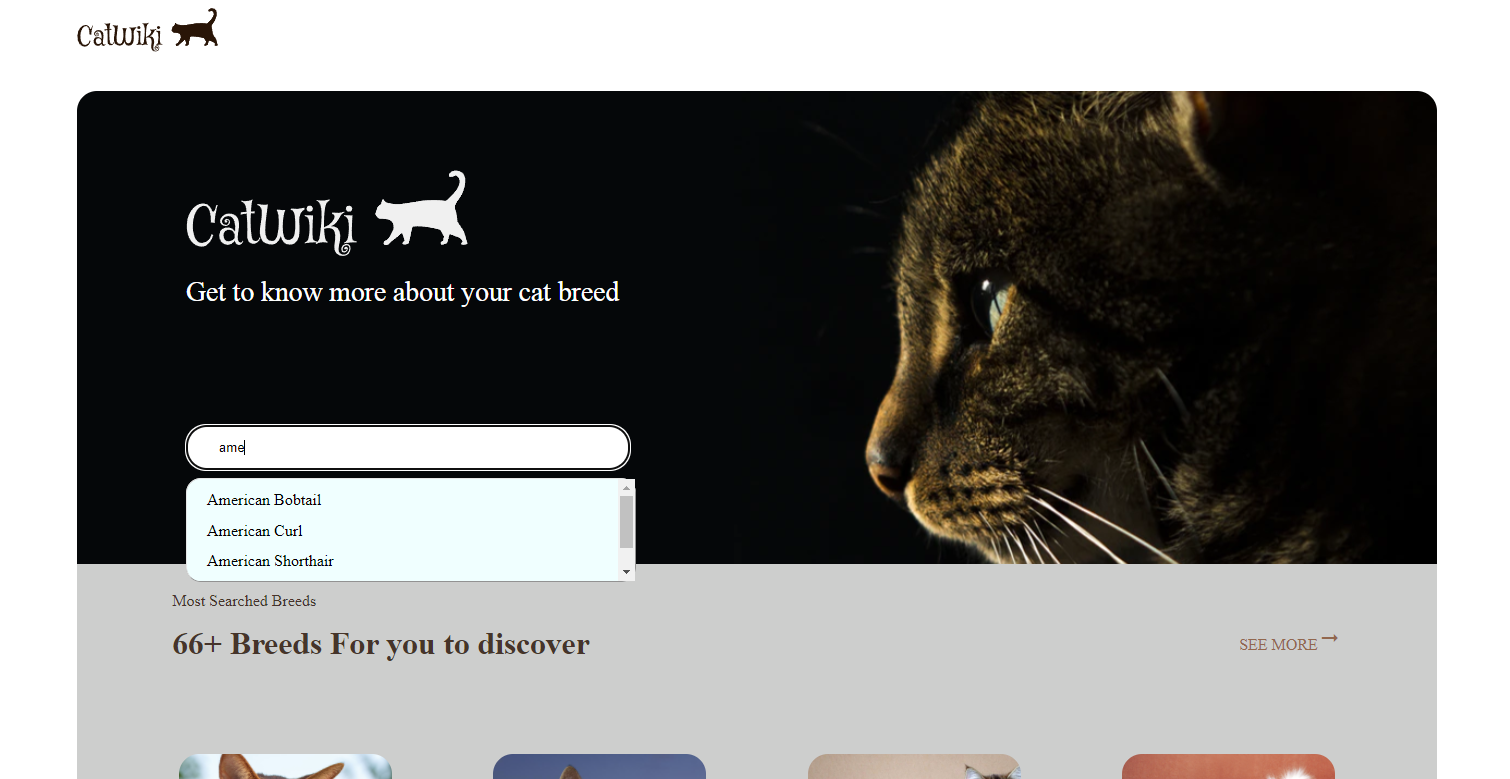 CatWiki
CatWiki
Get to know more about your cat breed
ame
American Bobtail
American Curl
American Shorthair
Most Searched Breeds
66+ Breeds For you to discover
SEE MORE